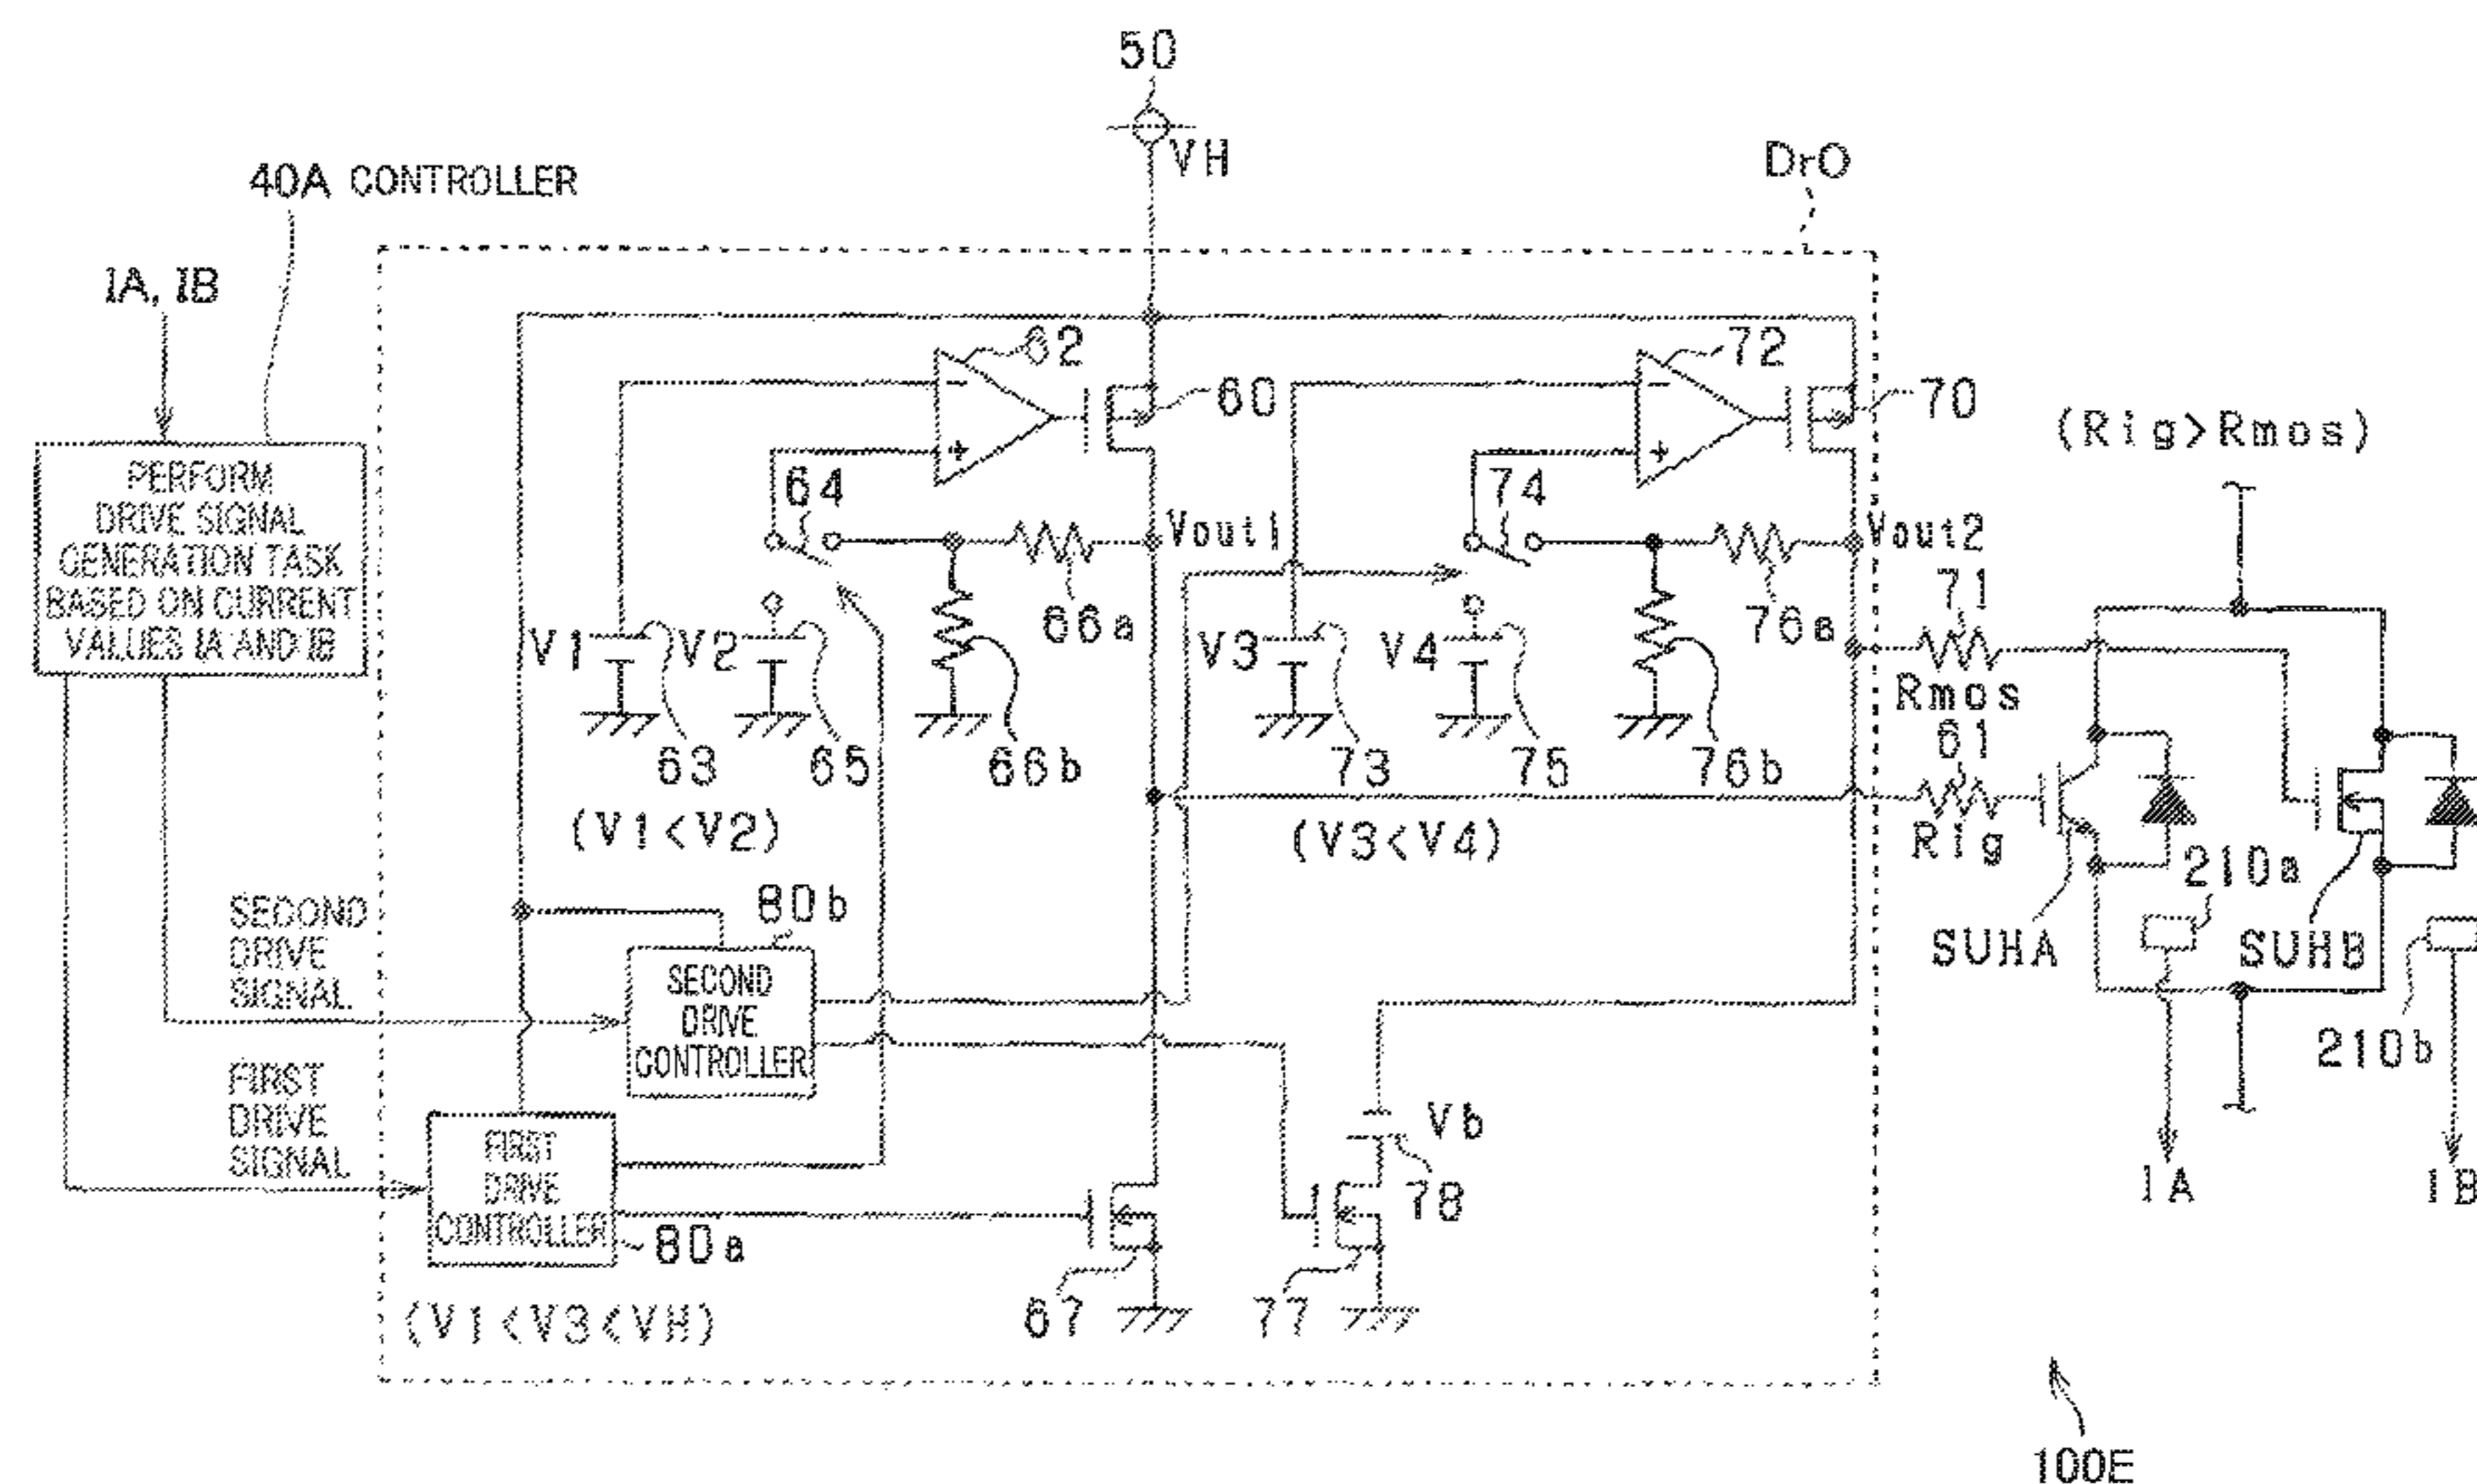 50
VH
DrO
40A CONTROLLER
IA, IB
62
72
60
70
(Rig>Rmos)
PERFORM
DRIVE SIGNAL
GENERATION TASK
BASED ON CURRENT
VALUES IA AND IB
64
74
Vout1
Vout2
71
66a
76a
V1
V2
V3
V4
Rmos
61
63
65
66b
73
75
76b
(V1<V2)
(V3<V4)
Rig
210a
SUHA
SUHB
80b
SECOND
DRIVE
SIGNAL
SECOND
DRIVE
CONTROLLER
210b
FIRST
DRIVE
SIGNAL
FIRST
DRIVE
CONTROLLER
80a
Vb
78
IA
IB
67
77
(V1<V3<VH)
100E